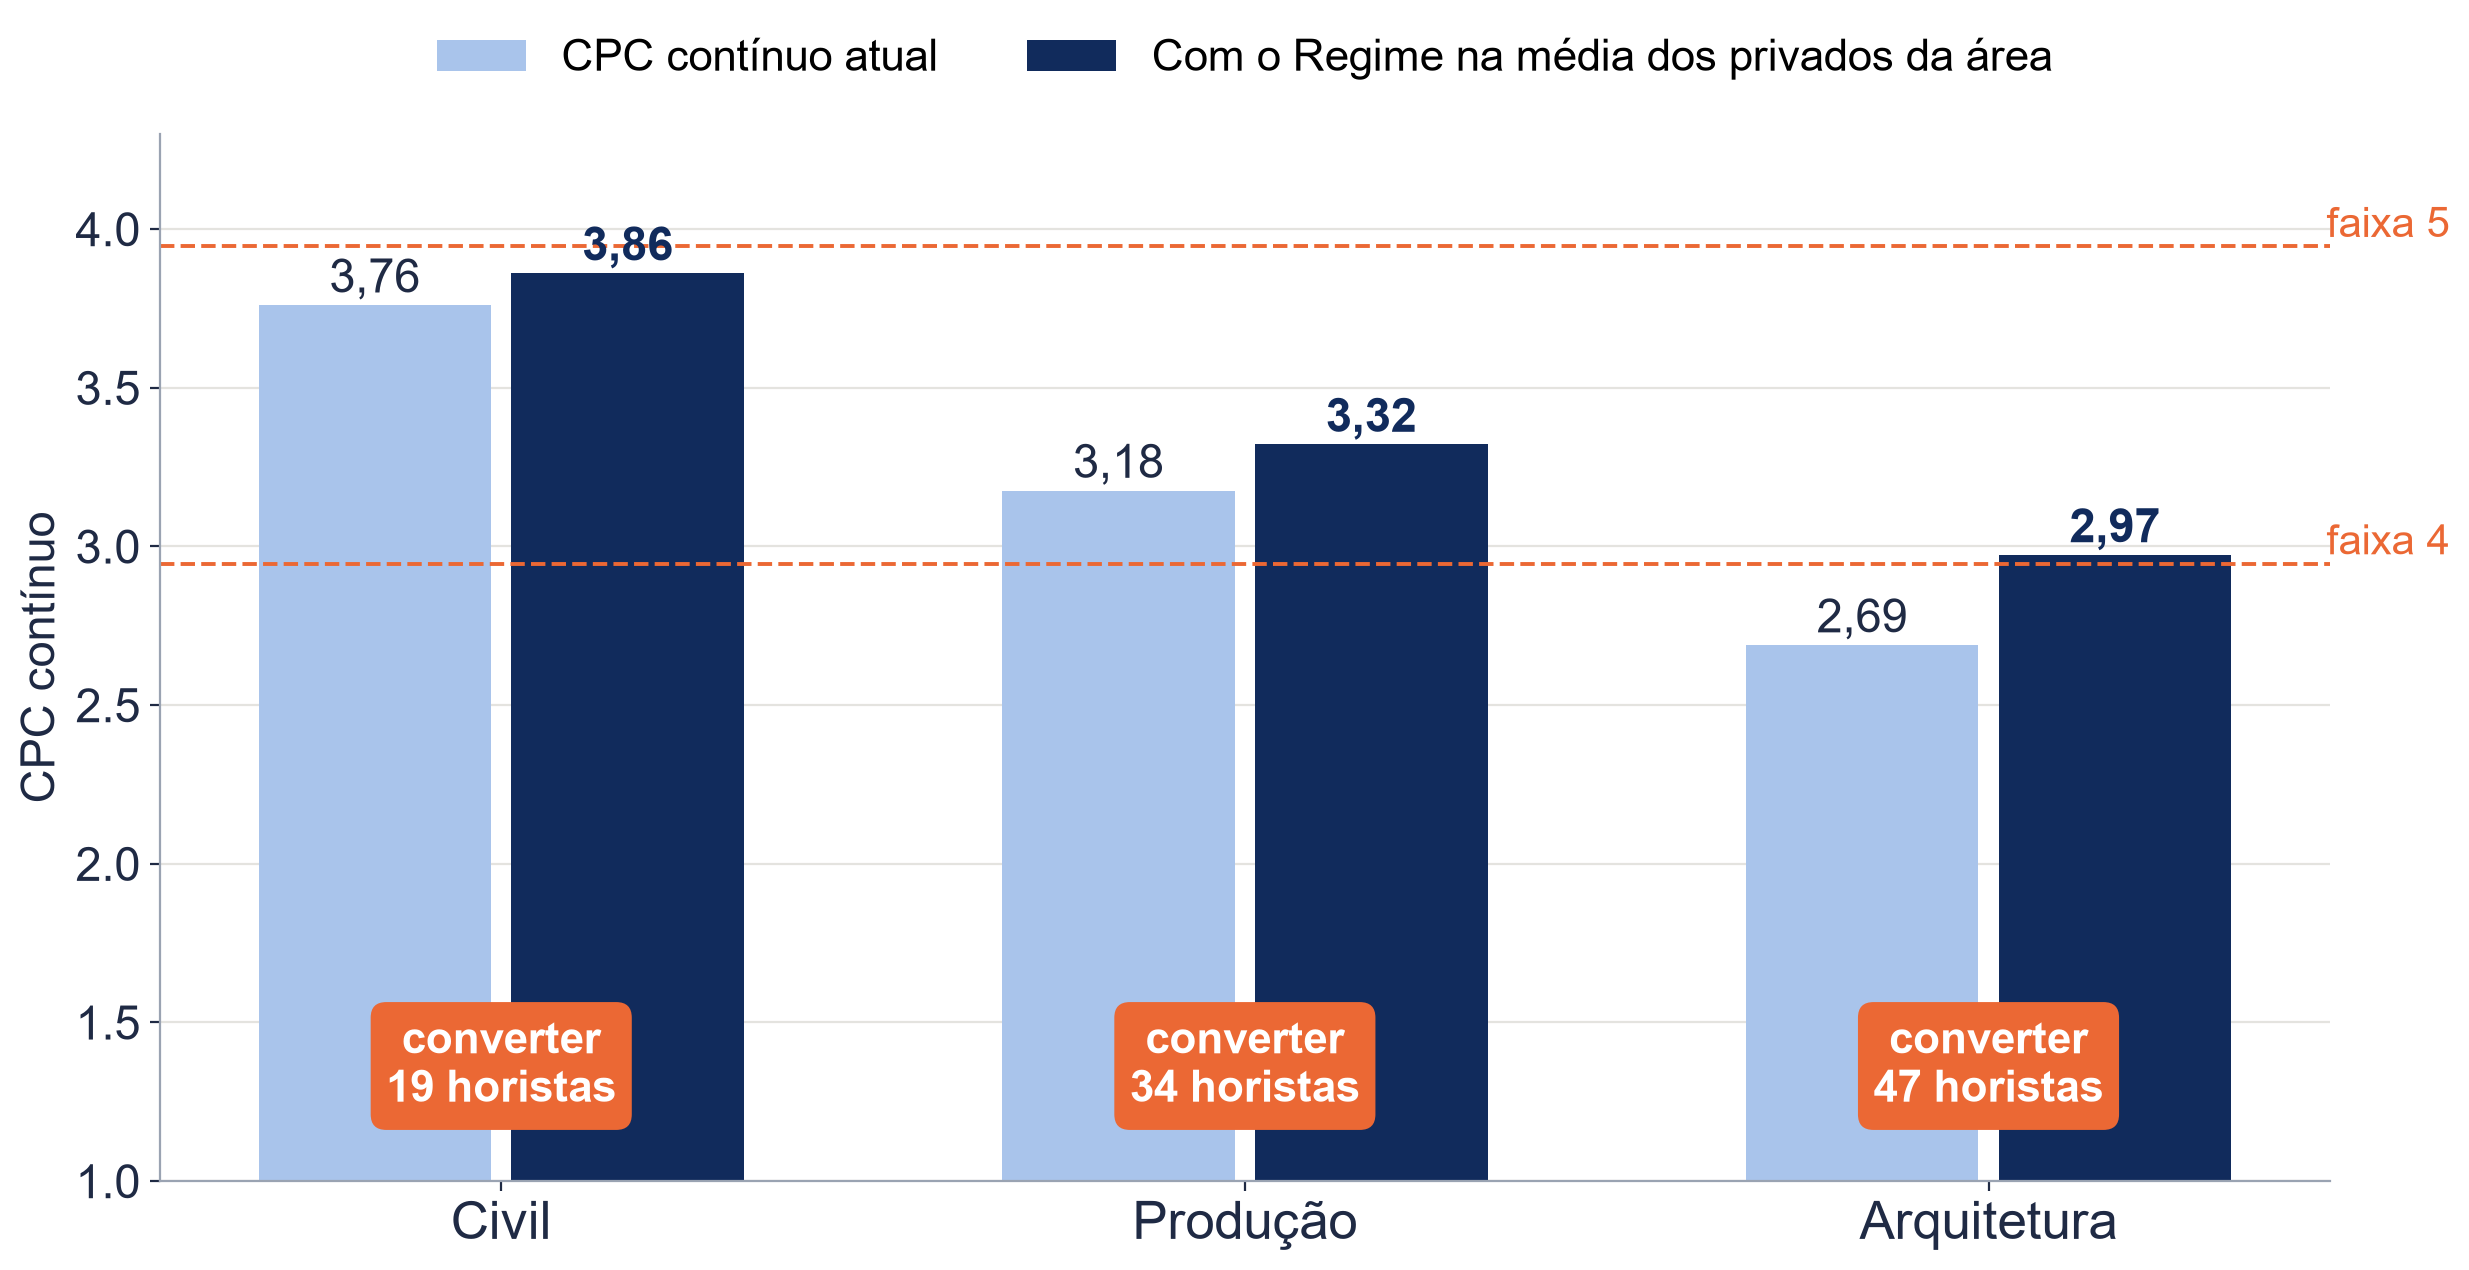 CPC contínuo atual
Com o Regime na média dos privados da área
CPC contínuo
4.0
3.5
3.0
2.5
2.0
1.5
1.0
faixa 5
faixa 4
3,76
3,86
3,18
3,32
2,69
2,97
converter
19 horistas
converter
34 horistas
converter
47 horistas
Civil
Produção
Arquitetura